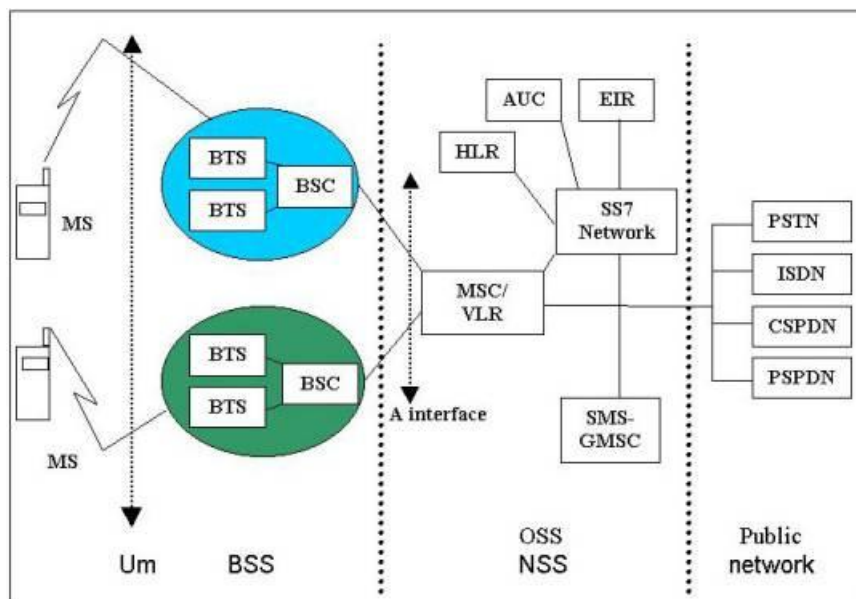 AUC
EIR
HLR
BTS
BSC
BTS
MS
SS7
Network
PSTN
ISDN
CSPDN
PSPDN
MSC/
VLR
BTS
BSC
BTS
A interface
MS
SMS-
GMSC
Um
BSS
OSS
NSS
Public
network